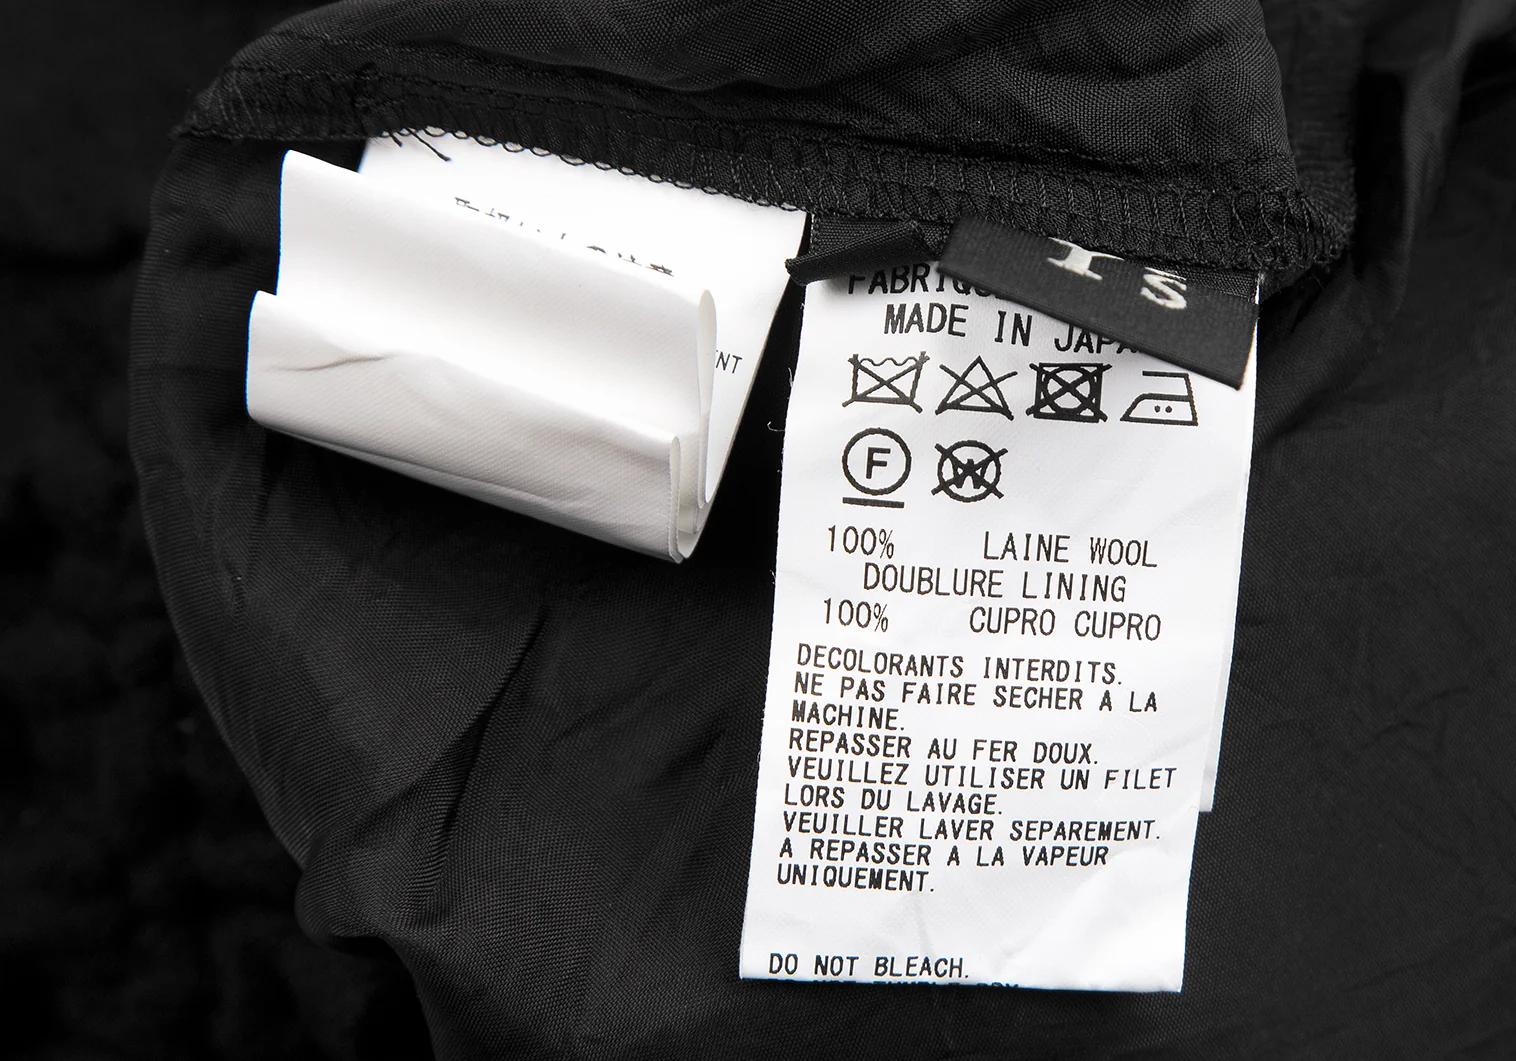 NT
IS
MADE IN
F
W
100% LAINE WOOL
DOUBLURE LINING
100% CUPRO CUPRO
DECOLORANTS INTERDITS.
NE PAS FAIRE SECHER A LA
MACHINE.
REPASSER AU FER DOUX.
VEUILLEZ UTILISER UN FILET
LORS DU LAVAGE.
VEUILLER LAVER SEPAREMENT.
A REPASSER A LA VAPEUR
UNIQUEMENT.
DO NOT BLEACH.